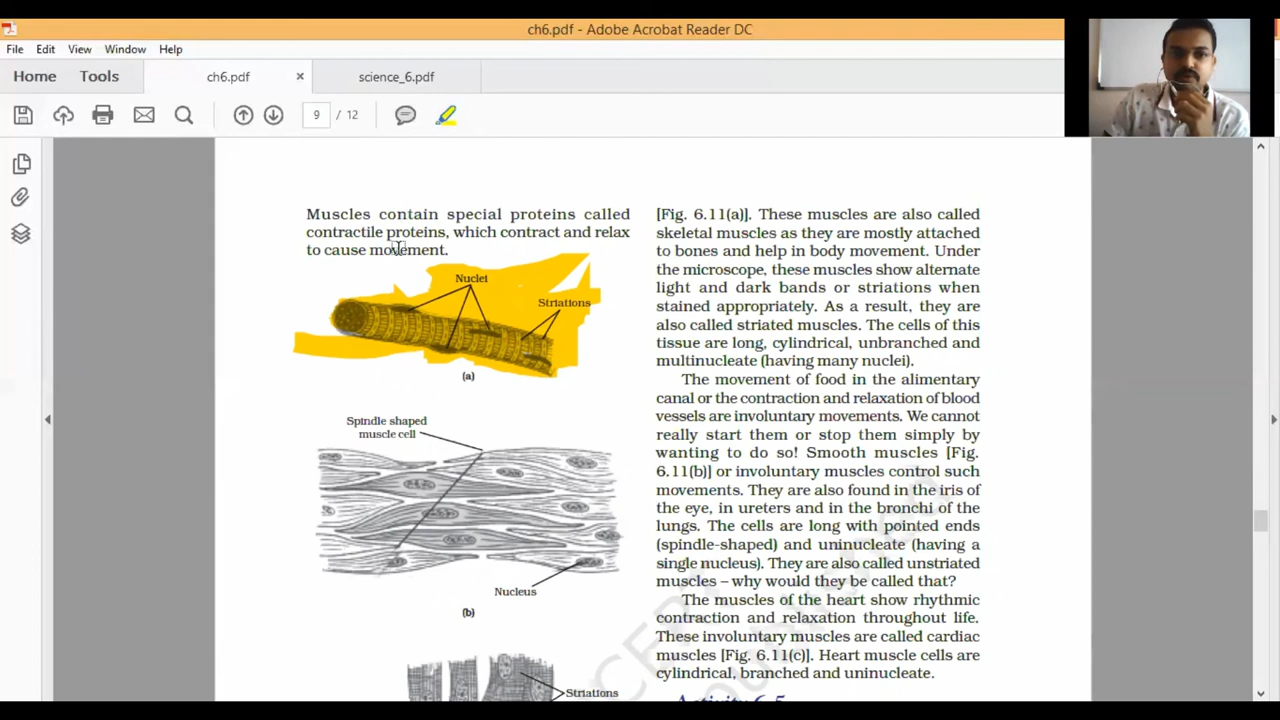 ch6.pdf - Adobe Acrobat Reader DC
File Edit View Window Help
Home Tools ch6.pdf × science_6.pdf
9 / 12
Muscles contain special proteins called
contractile proteins, which contract and relax
to cause movement.
Nuclei
Striations
(a)
Spindle shaped
muscle cell
Nucleus
(b)
Striations
[Fig. 6.11(a)]. These muscles are also called
skeletal muscles as they are mostly attached
to bones and help in body movement. Under
the microscope, these muscles show alternate
light and dark bands or striations when
stained appropriately. As a result, they are
also called striated muscles. The cells of this
tissue are long, cylindrical, unbranched and
multinucleate (having many nuclei).
The movement of food in the alimentary
canal or the contraction and relaxation of blood
vessels are involuntary movements. We cannot
really start them or stop them simply by
wanting to do so! Smooth muscles [Fig.
6.11(b)] or involuntary muscles control such
movements. They are also found in the iris of
the eye, in ureters and in the bronchi of the
lungs. The cells are long with pointed ends
(spindle-shaped) and uninucleate (having a
single nucleus). They are also called unstriated
muscles – why would they be called that?
The muscles of the heart show rhythmic
contraction and relaxation throughout life.
These involuntary muscles are called cardiac
muscles [Fig. 6.11(c)]. Heart muscle cells are
cylindrical, branched and uninucleate.
Activity 6.5